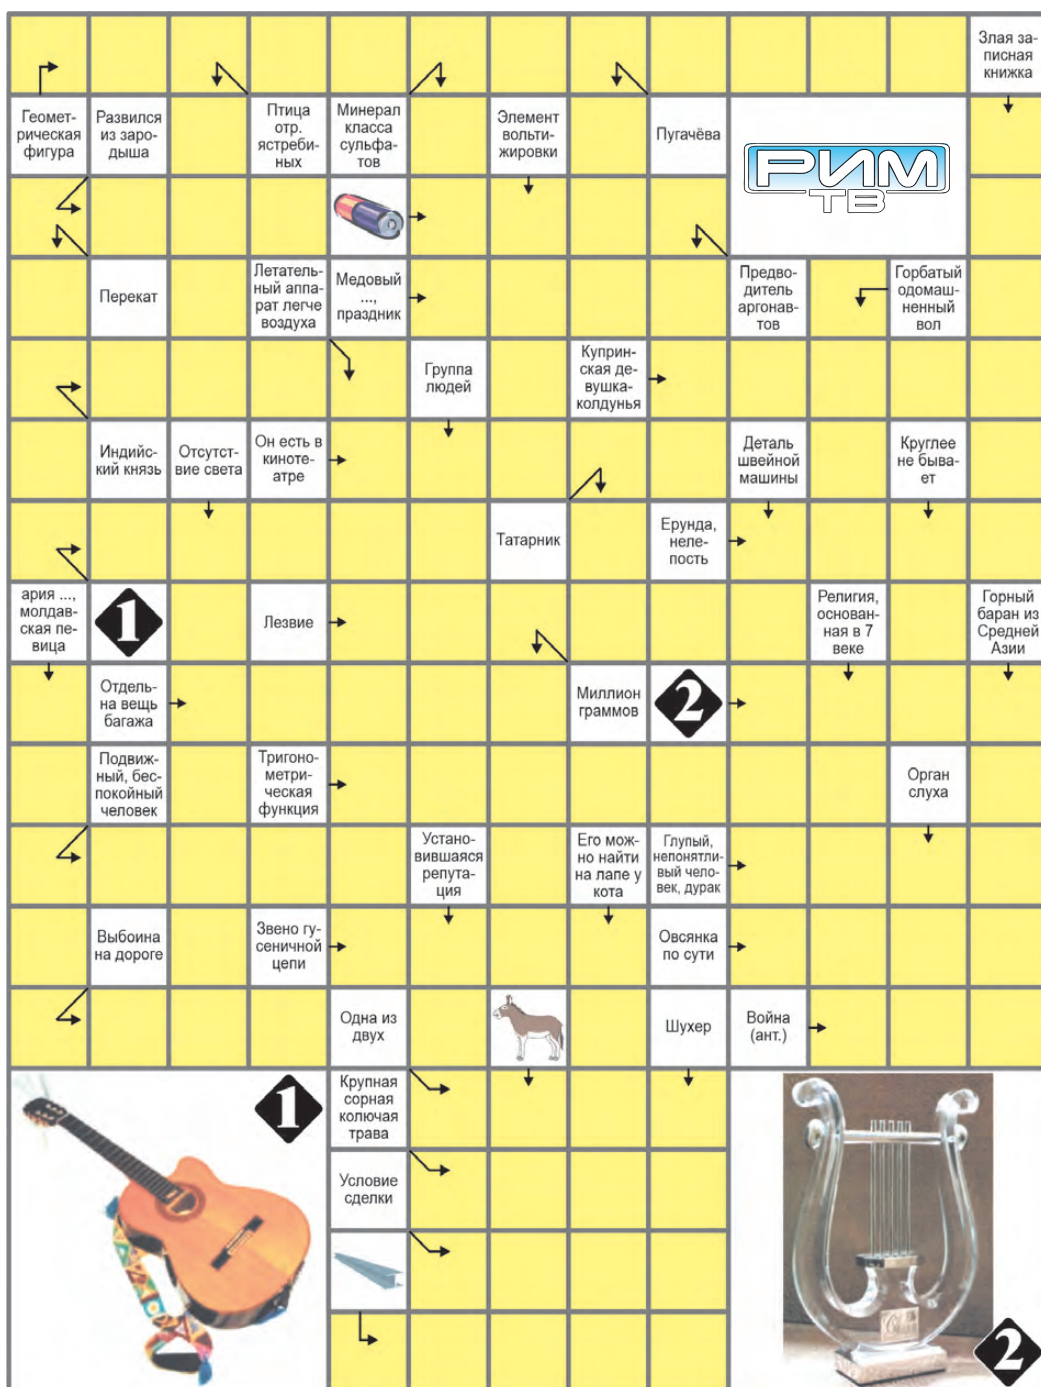 Злая за-
писная
книжка
Геомет-
рическая
фигура
Развился
из заро-
дыша
Птица
отр.
ястреби-
ных
Минерал
класса
сульфа-
тов
Элемент
вольти-
жировки
Пугачёва
РИМ
ТВ
Перекат
Летатель-
ный аппа-
рат легче
воздуха
Медовый
...,
праздник
Предво-
дитель
аргонав-
тов
Горбатый
одомаш-
ненный
вол
Группа
людей
Куприн-
ская де-
вушка-
колдунья
Индийс-
кий князь
Отсутст-
вие света
Он есть в
киноте-
атре
Деталь
швейной
машины
Круглее
не быва-
ет
Татарник
Ерунда,
неле-
пость
ария ...,
молдав-
ская пе-
вица
1
Лезвие
Религия,
основан-
ная в 7
веке
Горный
баран из
Средней
Азии
Отдель-
на вещь
багажа
Миллион
граммов
2
Подвиж-
ный, бес-
покойный
человек
Тригоно-
метри-
ческая
функция
Орган
слуха
Устано-
вившаяся
репута-
ция
Его мож-
но найти
на лапе у
кота
Глупый,
непонятли-
вый чело-
век, дурак
Выбоина
на дороге
Звено гу-
сеничной
цепи
Овсянка
по сути
Одна из
двух
Шухер
Война
(ант.)
1
Крупная
сорная
колючая
трава
Условие
сделки
2